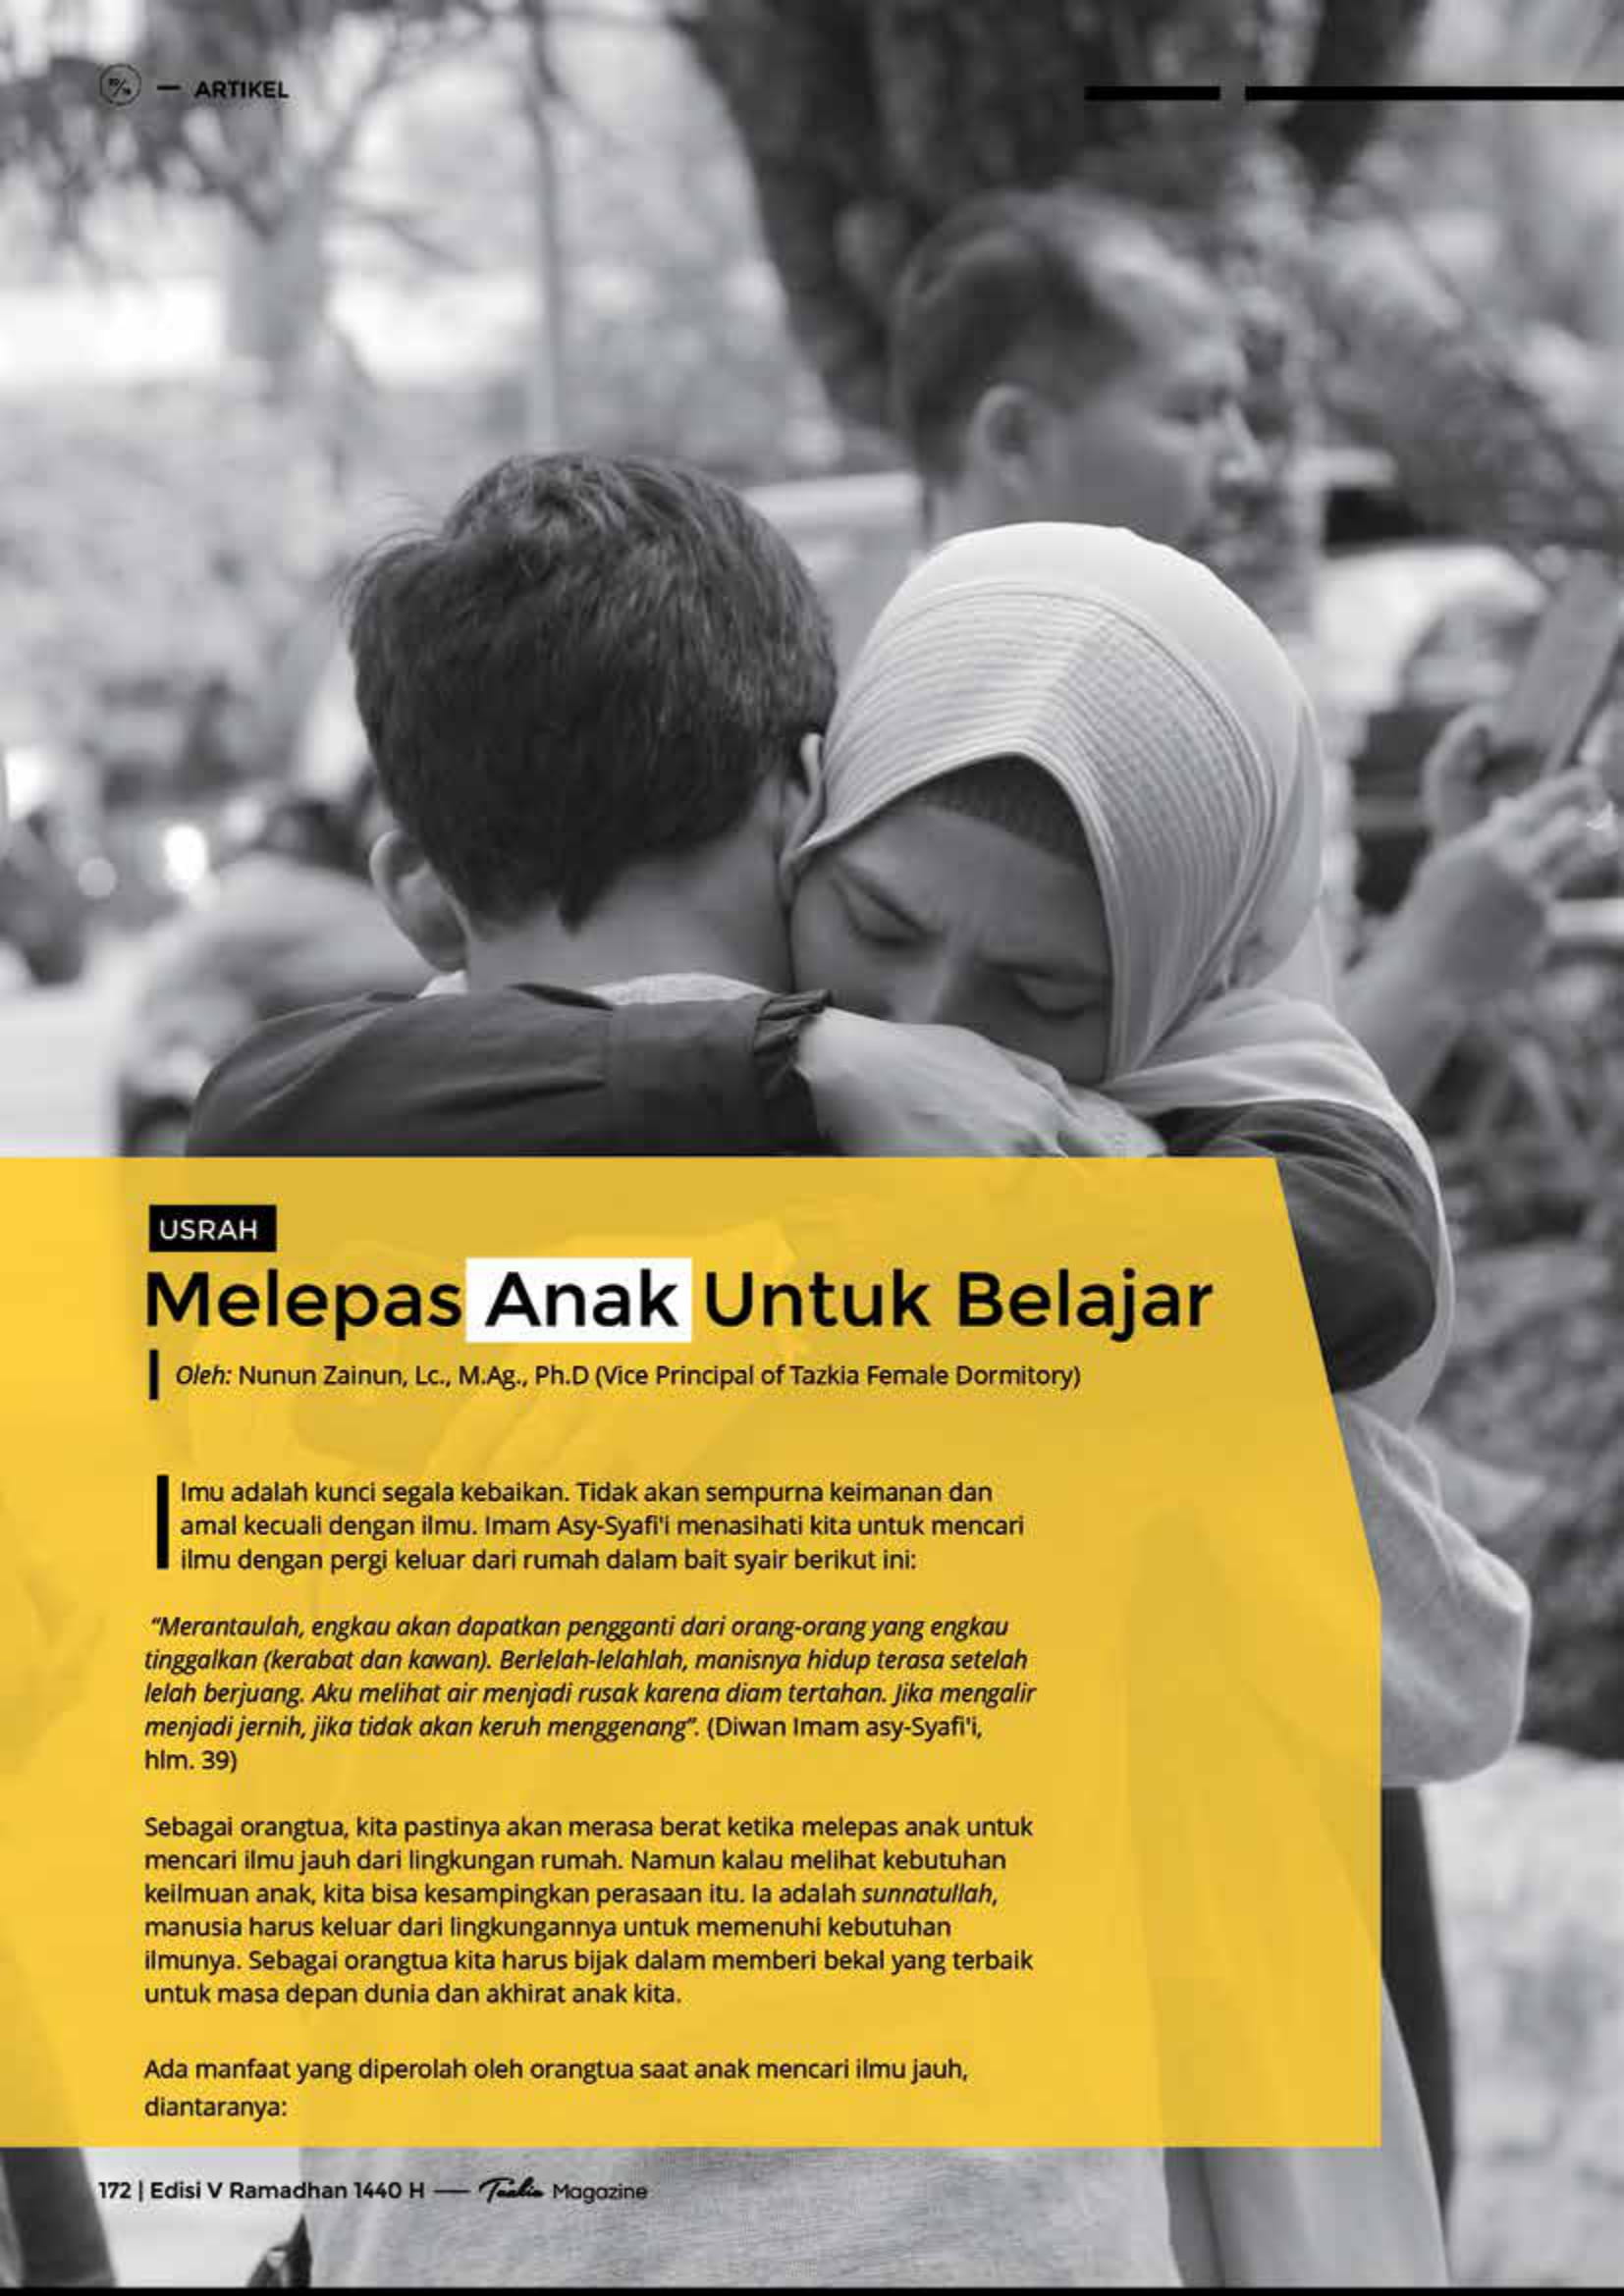 — ARTIKEL
USRAH
Melepas Anak Untuk Belajar
Oleh: Nunun Zainun, Lc., M.Ag., Ph.D (Vice Principal of Tazkia Female Dormitory)
Ilmu adalah kunci segala kebaikan. Tidak akan sempurna keimanan dan
amal kecuali dengan ilmu. Imam Asy-Syafi'i menasihati kita untuk mencari
ilmu dengan pergi keluar dari rumah dalam bait syair berikut ini:
“Merantaulah, engkau akan dapatkan pengganti dari orang-orang yang engkau
tinggalkan (kerabat dan kawan). Berlelah-lelahlah, manisnya hidup terasa setelah
lelah berjuang. Aku melihat air menjadi rusak karena diam tertahan. Jika mengalir
menjadi jernih, jika tidak akan keruh menggenang”. (Diwan Imam asy-Syafi'i,
hlm. 39)
Sebagai orangtua, kita pastinya akan merasa berat ketika melepas anak untuk
mencari ilmu jauh dari lingkungan rumah. Namun kalau melihat kebutuhan
keilmuan anak, kita bisa kesampingkan perasaan itu. Ia adalah sunnatullah,
manusia harus keluar dari lingkungannya untuk memenuhi kebutuhan
ilmunya. Sebagai orangtua kita harus bijak dalam memberi bekal yang terbaik
untuk masa depan dunia dan akhirat anak kita.
Ada manfaat yang diperolah oleh orangtua saat anak mencari ilmu jauh,
diantaranya:
172 | Edisi V Ramadhan 1440 H — Tazkia Magazine